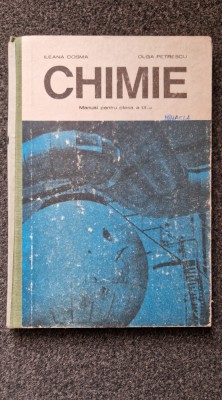 ILEANA COSMA OLGA PETRESCU
CHIMIE
Manual pentru clasa a IX-a